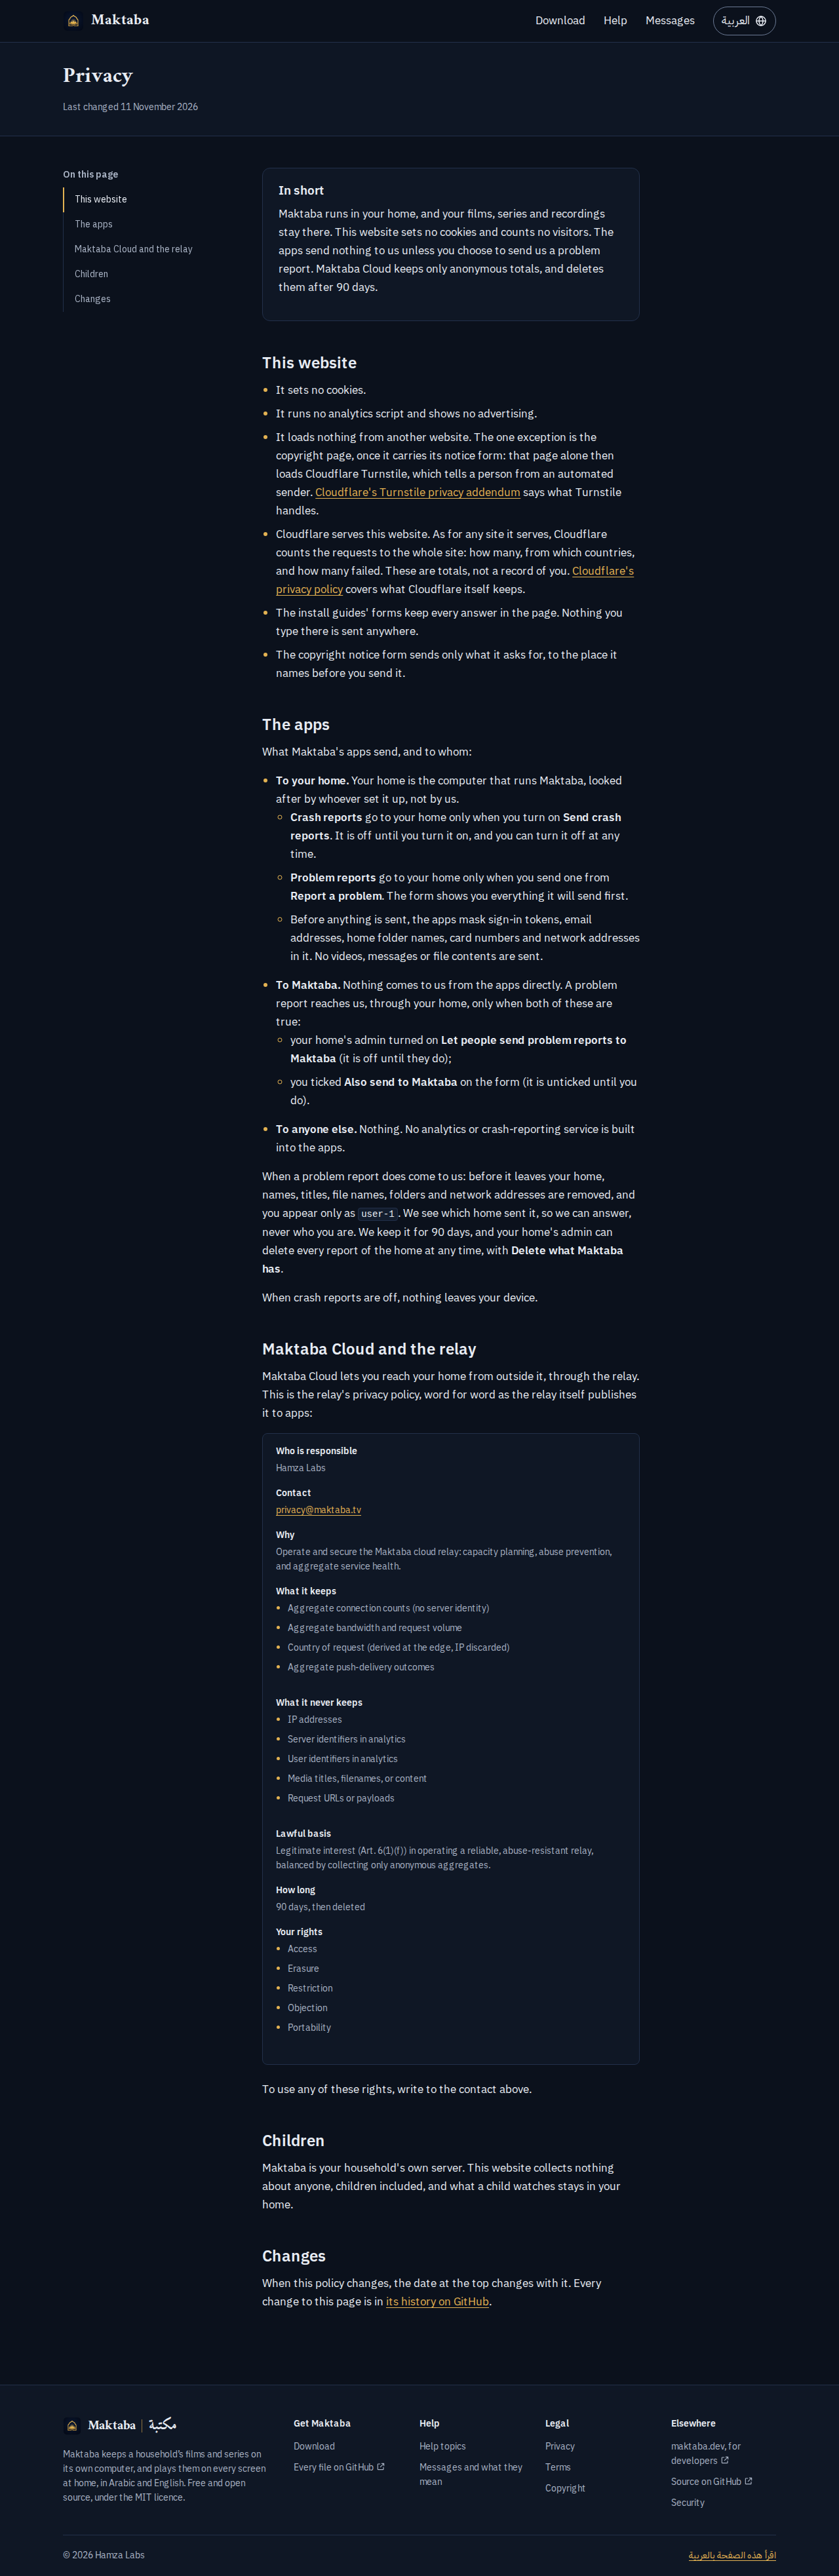 Maktaba
Download
Help
Messages
العربية
Privacy
Last changed 11 November 2026
On this page
This website
The apps
Maktaba Cloud and the relay
Children
Changes
In short
Maktaba runs in your home, and your films, series and recordings
stay there. This website sets no cookies and counts no visitors. The
apps send nothing to us unless you choose to send us a problem
report. Maktaba Cloud keeps only anonymous totals, and deletes
them after 90 days.
This website
It sets no cookies.
It runs no analytics script and shows no advertising.
It loads nothing from another website. The one exception is the
copyright page, once it carries its notice form: that page alone then
loads Cloudflare Turnstile, which tells a person from an automated
sender. Cloudflare's Turnstile privacy addendum says what Turnstile
handles.
Cloudflare serves this website. As for any site it serves, Cloudflare
counts the requests to the whole site: how many, from which countries,
and how many failed. These are totals, not a record of you. Cloudflare's
privacy policy covers what Cloudflare itself keeps.
The install guides' forms keep every answer in the page. Nothing you
type there is sent anywhere.
The copyright notice form sends only what it asks for, to the place it
names before you send it.
The apps
What Maktaba's apps send, and to whom:
To your home. Your home is the computer that runs Maktaba, looked
after by whoever set it up, not by us.
Crash reports go to your home only when you turn on Send crash
reports. It is off until you turn it on, and you can turn it off at any
time.
Problem reports go to your home only when you send one from
Report a problem. The form shows you everything it will send first.
Before anything is sent, the apps mask sign-in tokens, email
addresses, home folder names, card numbers and network addresses
in it. No videos, messages or file contents are sent.
To Maktaba. Nothing comes to us from the apps directly. A problem
report reaches us, through your home, only when both of these are
true:
your home's admin turned on Let people send problem reports to
Maktaba (it is off until they do);
you ticked Also send to Maktaba on the form (it is unticked until you
do).
To anyone else. Nothing. No analytics or crash-reporting service is built
into the apps.
When a problem report does come to us: before it leaves your home,
names, titles, file names, folders and network addresses are removed, and
you appear only as user-1. We see which home sent it, so we can answer,
never who you are. We keep it for 90 days, and your home's admin can
delete every report of the home at any time, with Delete what Maktaba
has.
When crash reports are off, nothing leaves your device.
Maktaba Cloud and the relay
Maktaba Cloud lets you reach your home from outside it, through the relay.
This is the relay's privacy policy, word for word as the relay itself publishes
it to apps:
Who is responsible
Hamza Labs
Contact
privacy@maktaba.tv
Why
Operate and secure the Maktaba cloud relay: capacity planning, abuse prevention,
and aggregate service health.
What it keeps
Aggregate connection counts (no server identity)
Aggregate bandwidth and request volume
Country of request (derived at the edge, IP discarded)
Aggregate push-delivery outcomes
What it never keeps
IP addresses
Server identifiers in analytics
User identifiers in analytics
Media titles, filenames, or content
Request URLs or payloads
Lawful basis
Legitimate interest (Art. 6(1)(f)) in operating a reliable, abuse-resistant relay,
balanced by collecting only anonymous aggregates.
How long
90 days, then deleted
Your rights
Access
Erasure
Restriction
Objection
Portability
To use any of these rights, write to the contact above.
Children
Maktaba is your household's own server. This website collects nothing
about anyone, children included, and what a child watches stays in your
home.
Changes
When this policy changes, the date at the top changes with it. Every
change to this page is in its history on GitHub.
Maktaba | مكتبة
Maktaba keeps a household's films and series on
its own computer, and plays them on every screen
at home, in Arabic and English. Free and open
source, under the MIT licence.
Get Maktaba
Download
Every file on GitHub
Help
Help topics
Messages and what they
mean
Legal
Privacy
Terms
Copyright
Elsewhere
maktaba.dev, for
developers
Source on GitHub
Security
© 2026 Hamza Labs
اقرأ هذه الصفحة بالعربية